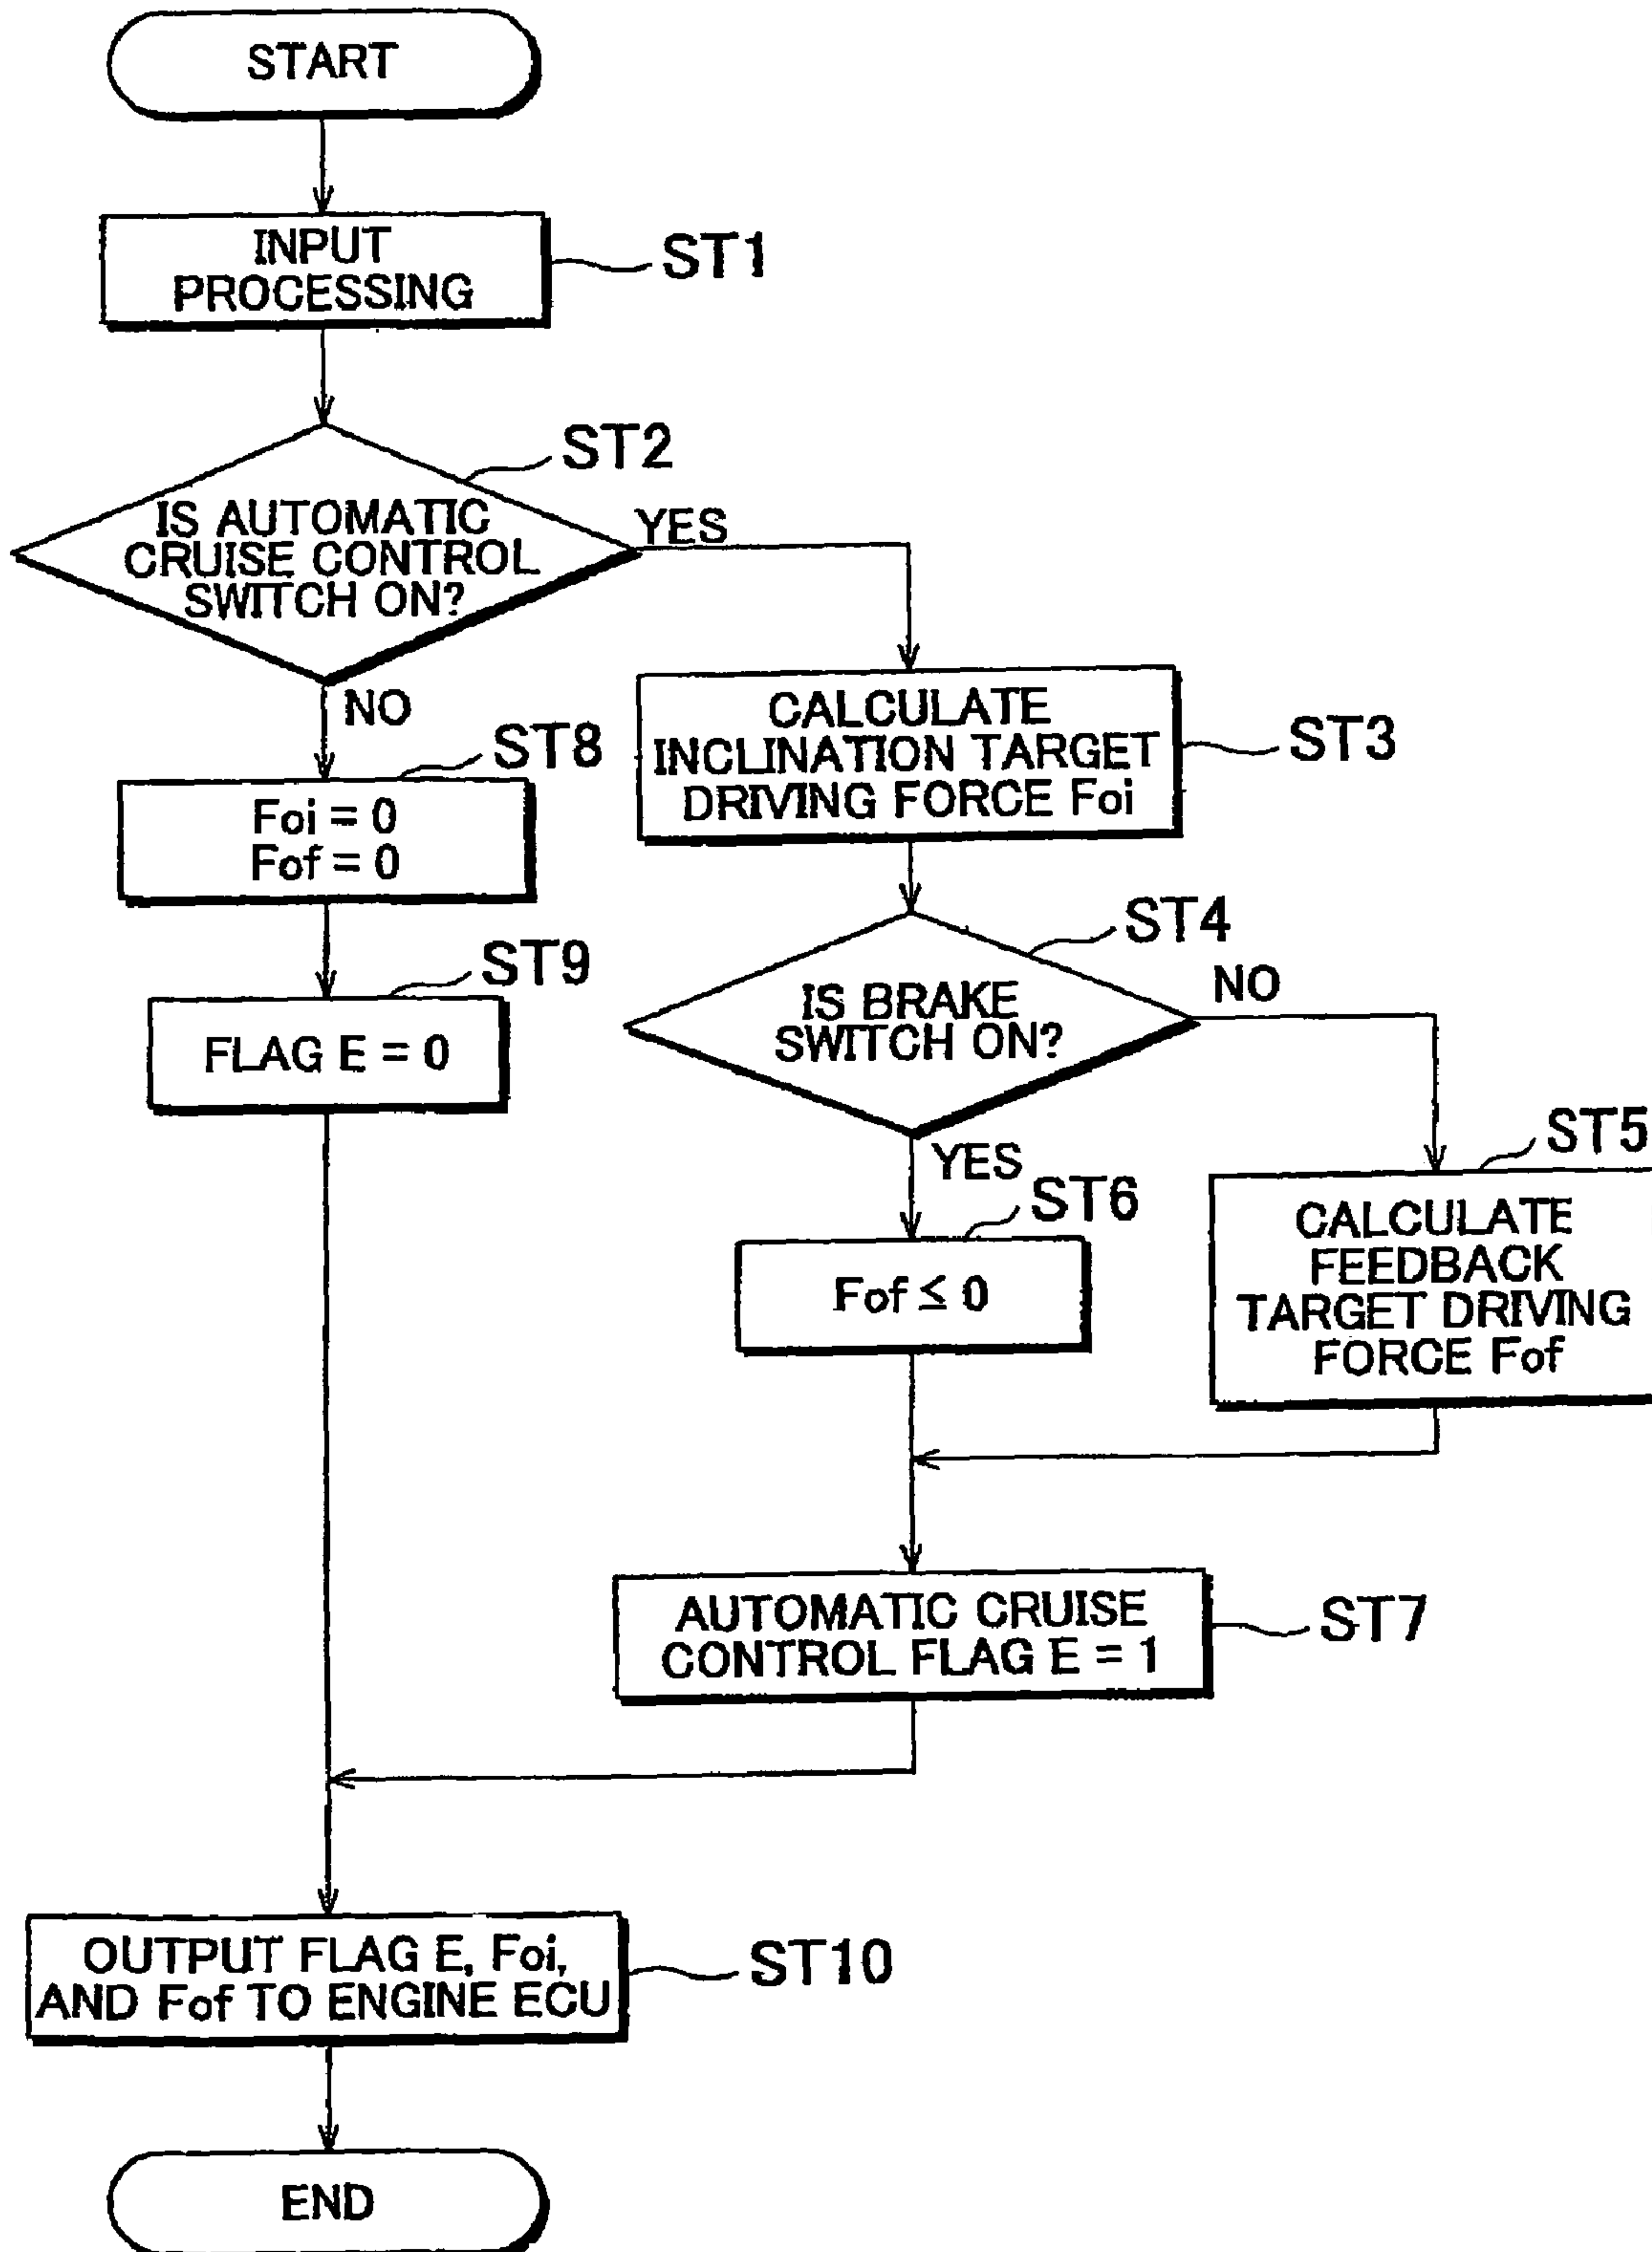 START
INPUT
PROCESSING
ST1
ST2
IS AUTOMATIC
CRUISE CONTROL
SWITCH ON?
YES
NO
ST8
Foi = 0
Fof = 0
ST9
FLAG E = 0
CALCULATE
INCLINATION TARGET
DRIVING FORCE Foi
ST3
ST4
IS BRAKE
SWITCH ON?
NO
YES
ST6
Fof ≤ 0
ST5
CALCULATE
FEEDBACK
TARGET DRIVING
FORCE Fof
AUTOMATIC CRUISE
CONTROL FLAG E = 1
ST7
OUTPUT FLAG E, Foi,
AND Fof TO ENGINE ECU
ST10
END